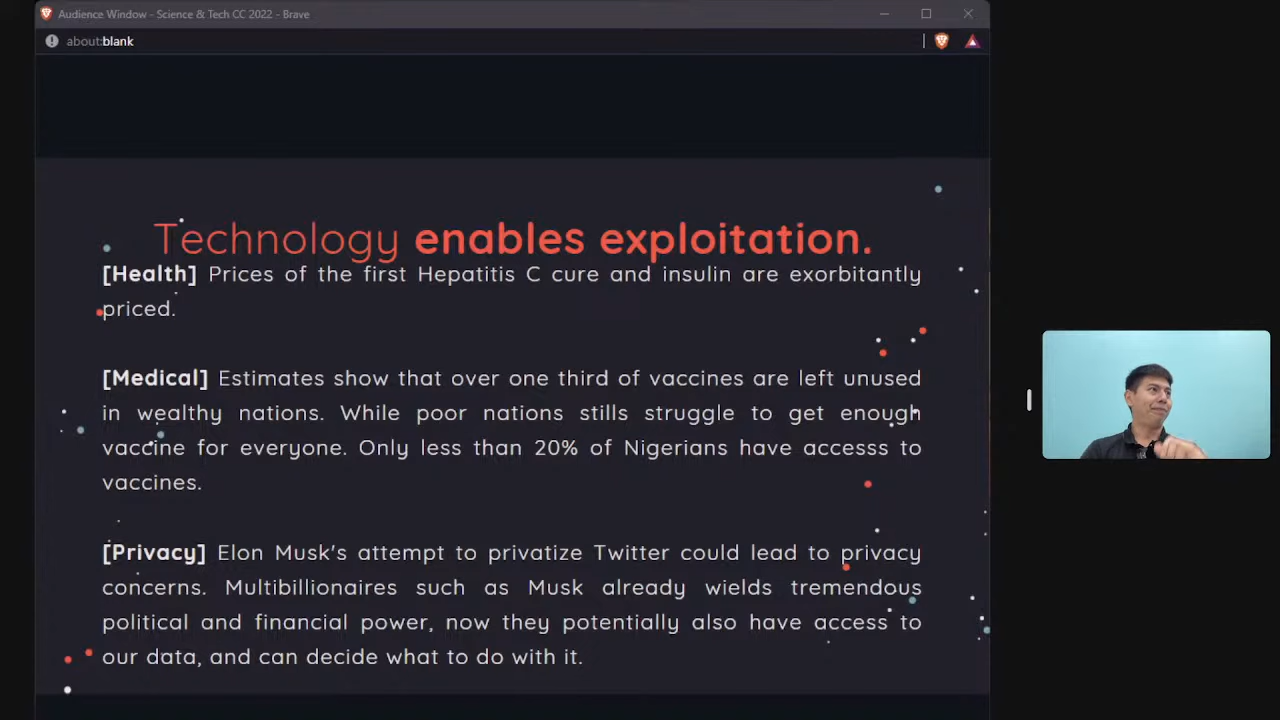 Audience Window - Science & Tech CC 2022 - Brave
about:blank
Technology enables exploitation.
[Health] Prices of the first Hepatitis C cure and insulin are exorbitantly
priced.
[Medical] Estimates show that over one third of vaccines are left unused
in wealthy nations. While poor nations stills struggle to get enough
vaccine for everyone. Only less than 20% of Nigerians have accesss to
vaccines.
[Privacy] Elon Musk's attempt to privatize Twitter could lead to privacy
concerns. Multibillionaires such as Musk already wields tremendous
political and financial power, now they potentially also have access to
our data, and can decide what to do with it.